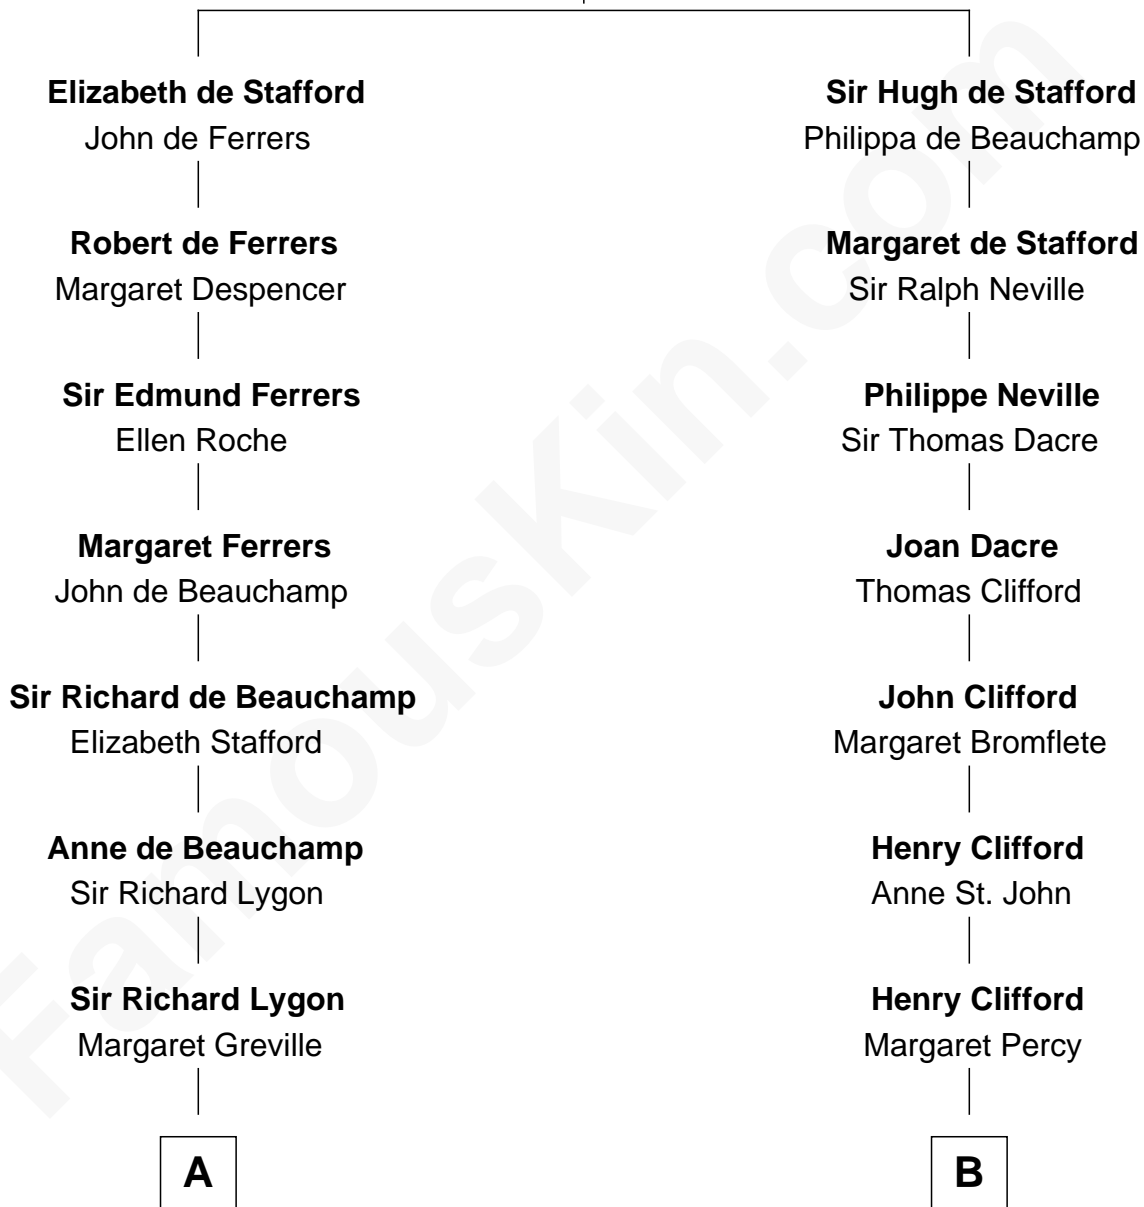 Elizabeth de Stafford
John de Ferrers
Sir Hugh de Stafford
Philippa de Beauchamp
Robert de Ferrers
Margaret Despencer
Margaret de Stafford
Sir Ralph Neville
Sir Edmund Ferrers
Ellen Roche
Philippe Neville
Sir Thomas Dacre
Margaret Ferrers
John de Beauchamp
Joan Dacre
Thomas Clifford
Sir Richard de Beauchamp
Elizabeth Stafford
John Clifford
Margaret Bromflete
Anne de Beauchamp
Sir Richard Lygon
Henry Clifford
Anne St. John
Sir Richard Lygon
Margaret Greville
Henry Clifford
Margaret Percy
A
B
FamousKin.com